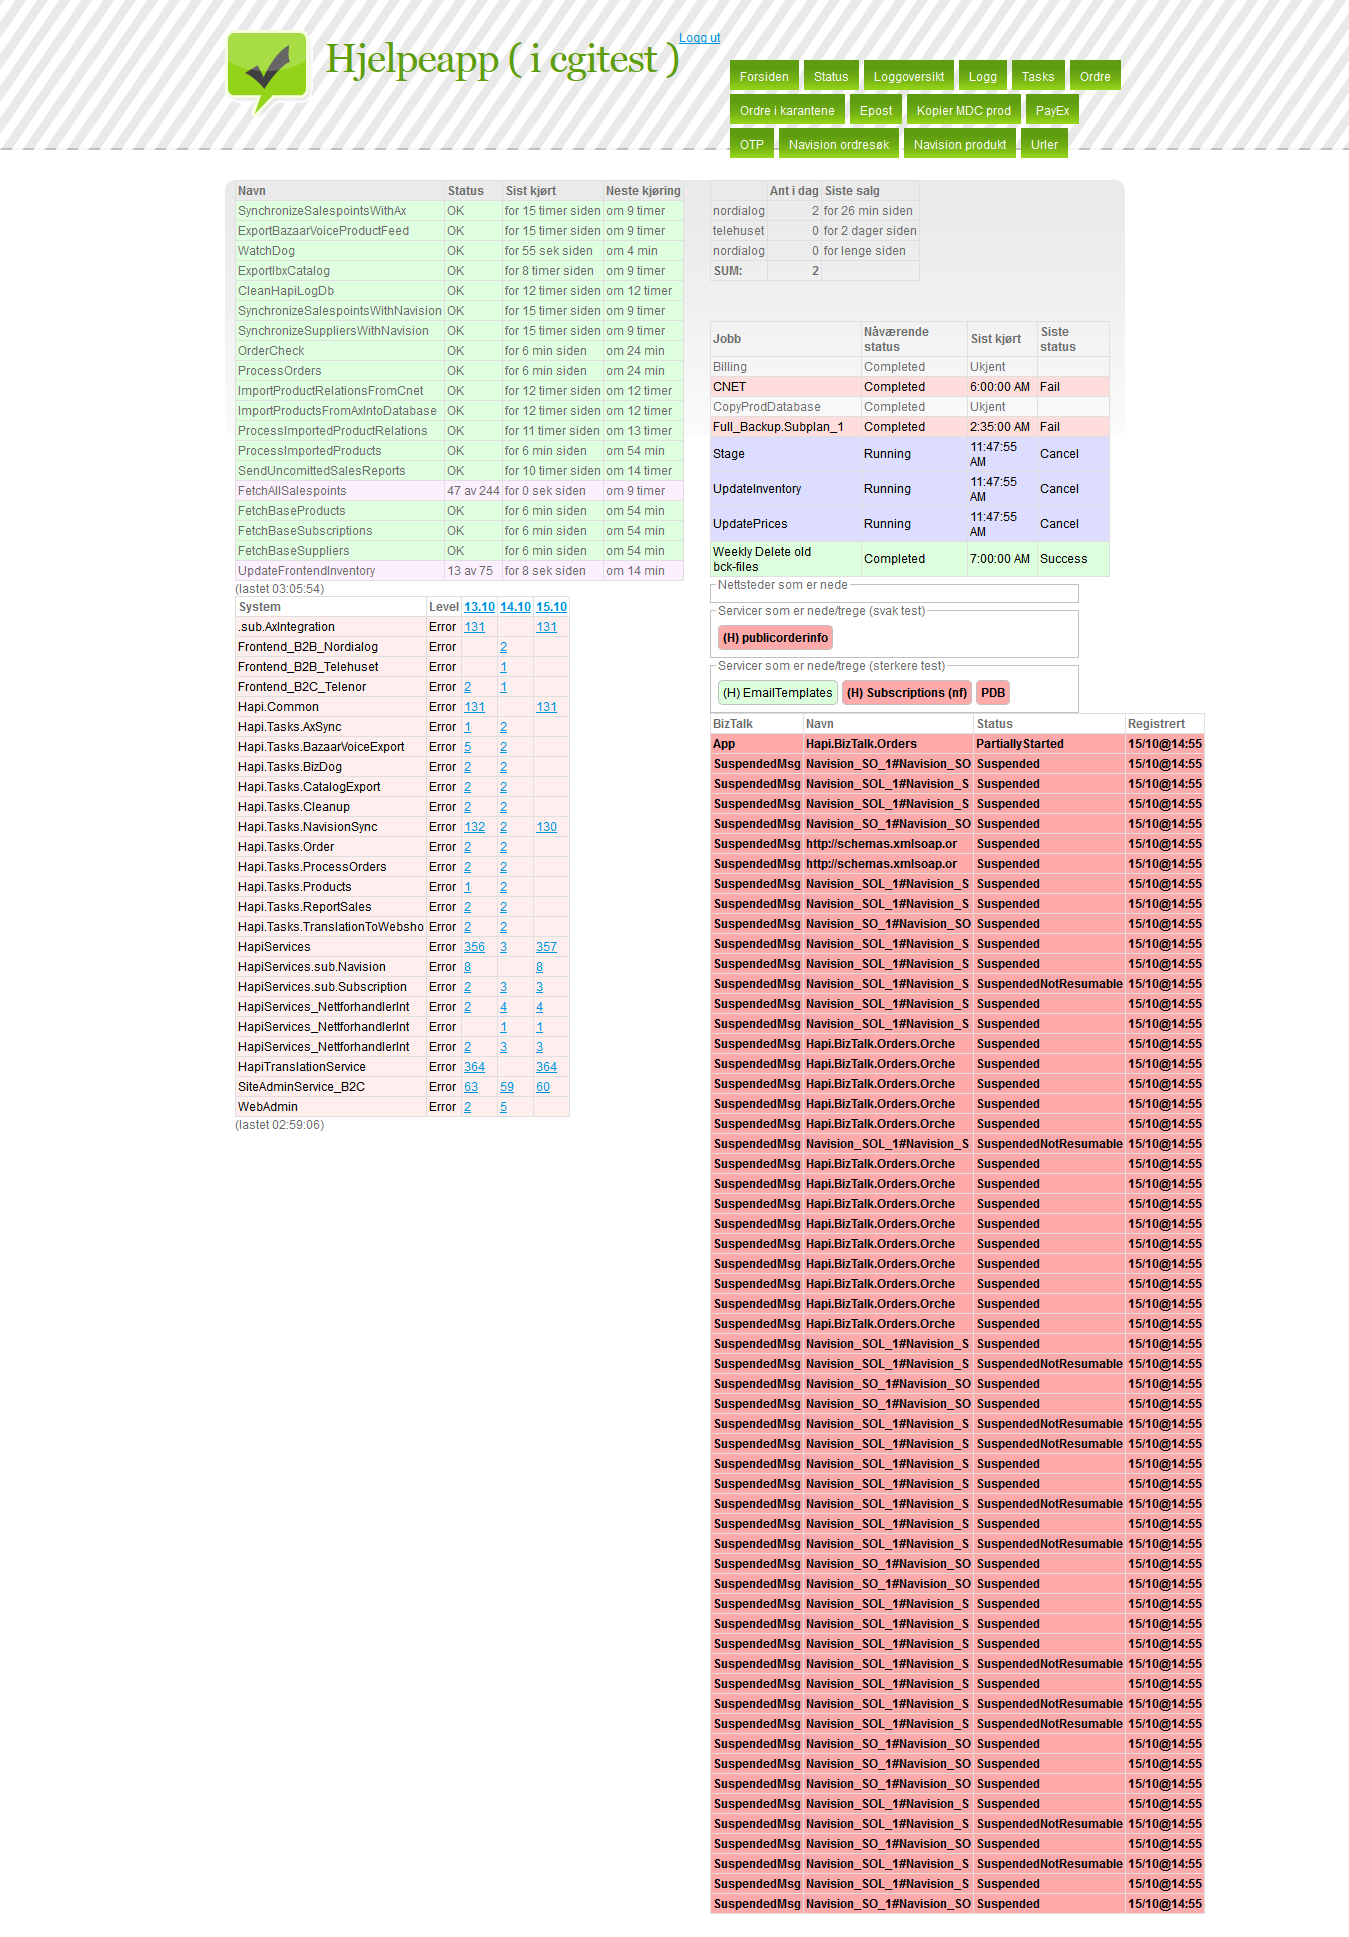 Logg ut
Hjelpeapp ( i cgitest )
Forsiden Status Loggoversikt Logg Tasks Ordre
Ordre i karantene Epost Kopier MDC prod PayEx
OTP Navision ordresøk Navision produkt Urler
Navn Status Sist kjørt Neste kjøring
SynchronizeSalespointsWithAx OK for 15 timer siden om 9 timer
ExportBazaarVoiceProductFeed OK for 15 timer siden om 9 timer
WatchDog OK for 55 sek siden om 4 min
ExportIbxCatalog OK for 8 timer siden om 9 timer
CleanHapiLogDb OK for 12 timer siden om 12 timer
SynchronizeSalespointsWithNavision OK for 15 timer siden om 9 timer
SynchronizeSuppliersWithNavision OK for 15 timer siden om 9 timer
OrderCheck OK for 6 min siden om 24 min
ProcessOrders OK for 6 min siden om 24 min
ImportProductRelationsFromCnet OK for 12 timer siden om 12 timer
ImportProductsFromAxIntoDatabase OK for 12 timer siden om 12 timer
ProcessImportedProductRelations OK for 11 timer siden om 13 timer
ProcessImportedProducts OK for 6 min siden om 54 min
SendUncomittedSalesReports OK for 10 timer siden om 14 timer
FetchAllSalespoints 47 av 244 for 0 sek siden om 9 timer
FetchBaseProducts OK for 6 min siden om 54 min
FetchBaseSubscriptions OK for 6 min siden om 54 min
FetchBaseSuppliers OK for 6 min siden om 54 min
UpdateFrontendInventory 13 av 75 for 8 sek siden om 14 min
(lastet 03:05:54)
System Level 13.10 14.10 15.10
.sub.AxIntegration Error 131 131
Frontend_B2B_Nordialog Error 2
Frontend_B2B_Telehuset Error 1
Frontend_B2C_Telenor Error 2 1
Hapi.Common Error 131 131
Hapi.Tasks.AxSync Error 1 2
Hapi.Tasks.BazaarVoiceExport Error 5 2
Hapi.Tasks.BizDog Error 2 2
Hapi.Tasks.CatalogExport Error 2 2
Hapi.Tasks.Cleanup Error 2 2
Hapi.Tasks.NavisionSync Error 132 2 130
Hapi.Tasks.Order Error 2 2
Hapi.Tasks.ProcessOrders Error 2 2
Hapi.Tasks.Products Error 1 2
Hapi.Tasks.ReportSales Error 2 2
Hapi.Tasks.TranslationToWebsho Error 2 2
HapiServices Error 356 3 357
HapiServices.sub.Navision Error 8 8
HapiServices.sub.Subscription Error 2 3 3
HapiServices_NettforhandlerInt Error 2 4 4
HapiServices_NettforhandlerInt Error 1 1
HapiServices_NettforhandlerInt Error 2 3 3
HapiTranslationService Error 364 364
SiteAdminService_B2C Error 63 59 60
WebAdmin Error 2 5
(lastet 02:59:06)
Ant i dag Siste salg
nordialog 2 for 26 min siden
telehuset 0 for 2 dager siden
nordialog 0 for lenge siden
SUM: 2
Jobb Nåværende status Sist kjørt Siste status
Billing Completed Ukjent
CNET Completed 6:00:00 AM Fail
CopyProdDatabase Completed Ukjent
Full_Backup.Subplan_1 Completed 2:35:00 AM Fail
Stage Running 11:47:55 AM Cancel
UpdateInventory Running 11:47:55 AM Cancel
UpdatePrices Running 11:47:55 AM Cancel
Weekly Delete old bck-files Completed 7:00:00 AM Success
Nettsteder som er nede
Servicer som er nede/trege (svak test)
(H) publicorderinfo
Servicer som er nede/trege (sterkere test)
(H) EmailTemplates (H) Subscriptions (nf) PDB
BizTalk Navn Status Registrert
App Hapi.BizTalk.Orders PartiallyStarted 15/10@14:55
SuspendedMsg Navision_SO_1#Navision_SO Suspended 15/10@14:55
SuspendedMsg Navision_SOL_1#Navision_S Suspended 15/10@14:55
SuspendedMsg Navision_SOL_1#Navision_S Suspended 15/10@14:55
SuspendedMsg Navision_SO_1#Navision_SO Suspended 15/10@14:55
SuspendedMsg http://schemas.xmlsoap.or Suspended 15/10@14:55
SuspendedMsg http://schemas.xmlsoap.or Suspended 15/10@14:55
SuspendedMsg Navision_SOL_1#Navision_S Suspended 15/10@14:55
SuspendedMsg Navision_SOL_1#Navision_S Suspended 15/10@14:55
SuspendedMsg Navision_SO_1#Navision_SO Suspended 15/10@14:55
SuspendedMsg Navision_SOL_1#Navision_S Suspended 15/10@14:55
SuspendedMsg Navision_SOL_1#Navision_S Suspended 15/10@14:55
SuspendedMsg Navision_SOL_1#Navision_S SuspendedNotResumable 15/10@14:55
SuspendedMsg Navision_SOL_1#Navision_S Suspended 15/10@14:55
SuspendedMsg Navision_SOL_1#Navision_S Suspended 15/10@14:55
SuspendedMsg Hapi.BizTalk.Orders.Orche Suspended 15/10@14:55
SuspendedMsg Hapi.BizTalk.Orders.Orche Suspended 15/10@14:55
SuspendedMsg Hapi.BizTalk.Orders.Orche Suspended 15/10@14:55
SuspendedMsg Hapi.BizTalk.Orders.Orche Suspended 15/10@14:55
SuspendedMsg Hapi.BizTalk.Orders.Orche Suspended 15/10@14:55
SuspendedMsg Navision_SOL_1#Navision_S SuspendedNotResumable 15/10@14:55
SuspendedMsg Hapi.BizTalk.Orders.Orche Suspended 15/10@14:55
SuspendedMsg Hapi.BizTalk.Orders.Orche Suspended 15/10@14:55
SuspendedMsg Hapi.BizTalk.Orders.Orche Suspended 15/10@14:55
SuspendedMsg Hapi.BizTalk.Orders.Orche Suspended 15/10@14:55
SuspendedMsg Hapi.BizTalk.Orders.Orche Suspended 15/10@14:55
SuspendedMsg Hapi.BizTalk.Orders.Orche Suspended 15/10@14:55
SuspendedMsg Hapi.BizTalk.Orders.Orche Suspended 15/10@14:55
SuspendedMsg Hapi.BizTalk.Orders.Orche Suspended 15/10@14:55
SuspendedMsg Hapi.BizTalk.Orders.Orche Suspended 15/10@14:55
SuspendedMsg Navision_SOL_1#Navision_S Suspended 15/10@14:55
SuspendedMsg Navision_SOL_1#Navision_S SuspendedNotResumable 15/10@14:55
SuspendedMsg Navision_SO_1#Navision_SO Suspended 15/10@14:55
SuspendedMsg Navision_SO_1#Navision_SO Suspended 15/10@14:55
SuspendedMsg Navision_SOL_1#Navision_S SuspendedNotResumable 15/10@14:55
SuspendedMsg Navision_SOL_1#Navision_S SuspendedNotResumable 15/10@14:55
SuspendedMsg Navision_SOL_1#Navision_S Suspended 15/10@14:55
SuspendedMsg Navision_SOL_1#Navision_S Suspended 15/10@14:55
SuspendedMsg Navision_SOL_1#Navision_S SuspendedNotResumable 15/10@14:55
SuspendedMsg Navision_SOL_1#Navision_S Suspended 15/10@14:55
SuspendedMsg Navision_SOL_1#Navision_S SuspendedNotResumable 15/10@14:55
SuspendedMsg Navision_SO_1#Navision_SO Suspended 15/10@14:55
SuspendedMsg Navision_SO_1#Navision_SO Suspended 15/10@14:55
SuspendedMsg Navision_SOL_1#Navision_S Suspended 15/10@14:55
SuspendedMsg Navision_SOL_1#Navision_S Suspended 15/10@14:55
SuspendedMsg Navision_SOL_1#Navision_S Suspended 15/10@14:55
SuspendedMsg Navision_SOL_1#Navision_S SuspendedNotResumable 15/10@14:55
SuspendedMsg Navision_SOL_1#Navision_S Suspended 15/10@14:55
SuspendedMsg Navision_SOL_1#Navision_S SuspendedNotResumable 15/10@14:55
SuspendedMsg Navision_SOL_1#Navision_S SuspendedNotResumable 15/10@14:55
SuspendedMsg Navision_SO_1#Navision_SO Suspended 15/10@14:55
SuspendedMsg Navision_SO_1#Navision_SO Suspended 15/10@14:55
SuspendedMsg Navision_SO_1#Navision_SO Suspended 15/10@14:55
SuspendedMsg Navision_SOL_1#Navision_S Suspended 15/10@14:55
SuspendedMsg Navision_SOL_1#Navision_S SuspendedNotResumable 15/10@14:55
SuspendedMsg Navision_SO_1#Navision_SO Suspended 15/10@14:55
SuspendedMsg Navision_SOL_1#Navision_S SuspendedNotResumable 15/10@14:55
SuspendedMsg Navision_SOL_1#Navision_S Suspended 15/10@14:55
SuspendedMsg Navision_SO_1#Navision_SO Suspended 15/10@14:55